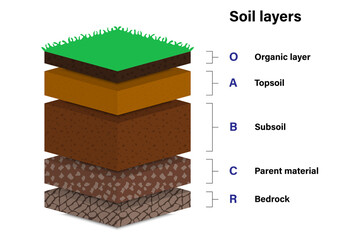 Soil layers
O Organic layer
A Topsoil
B Subsoil
C Parent material
R Bedrock